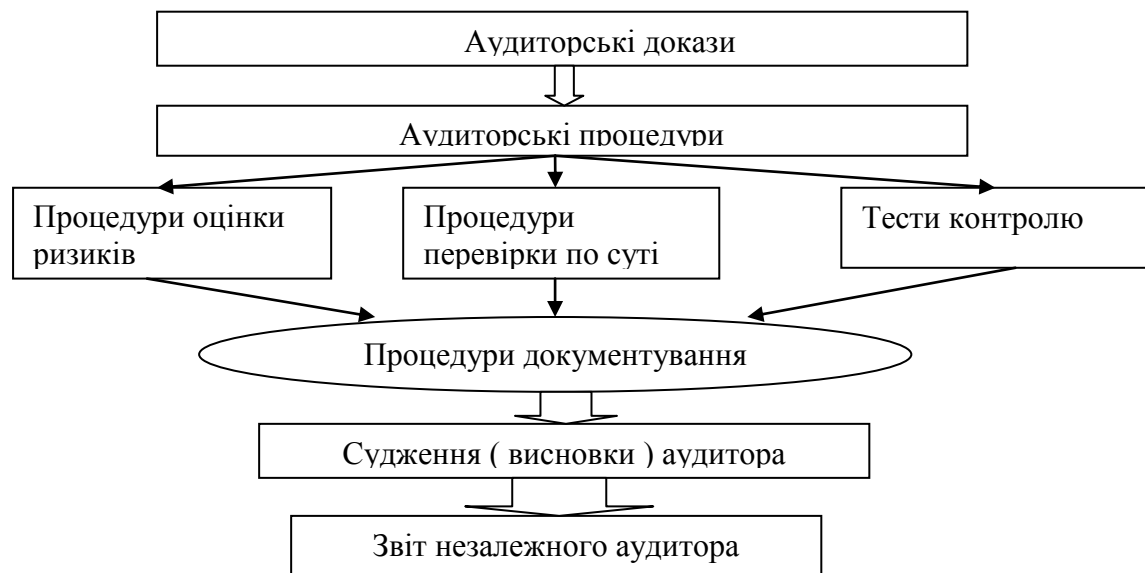 Аудиторські докази
Аудиторські процедури
Процедури оцінки
ризиків
Процедури
перевірки по суті
Тести контролю
Процедури документування
Судження ( висновки ) аудитора
Звіт незалежного аудитора